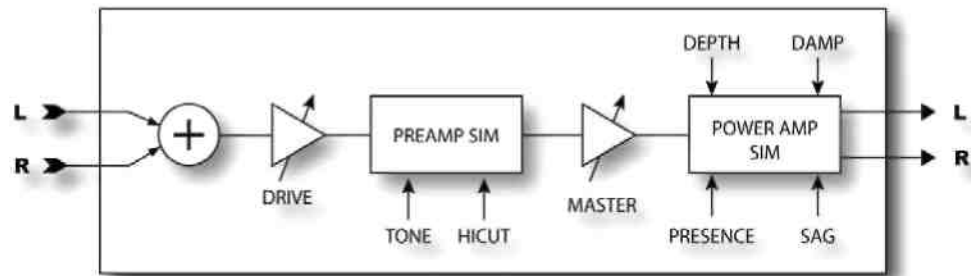 DEPTH DAMP
L L
+
PREAMP SIM
POWER AMP
SIM
R R
DRIVE
MASTER
TONE HICUT
PRESENCE SAG